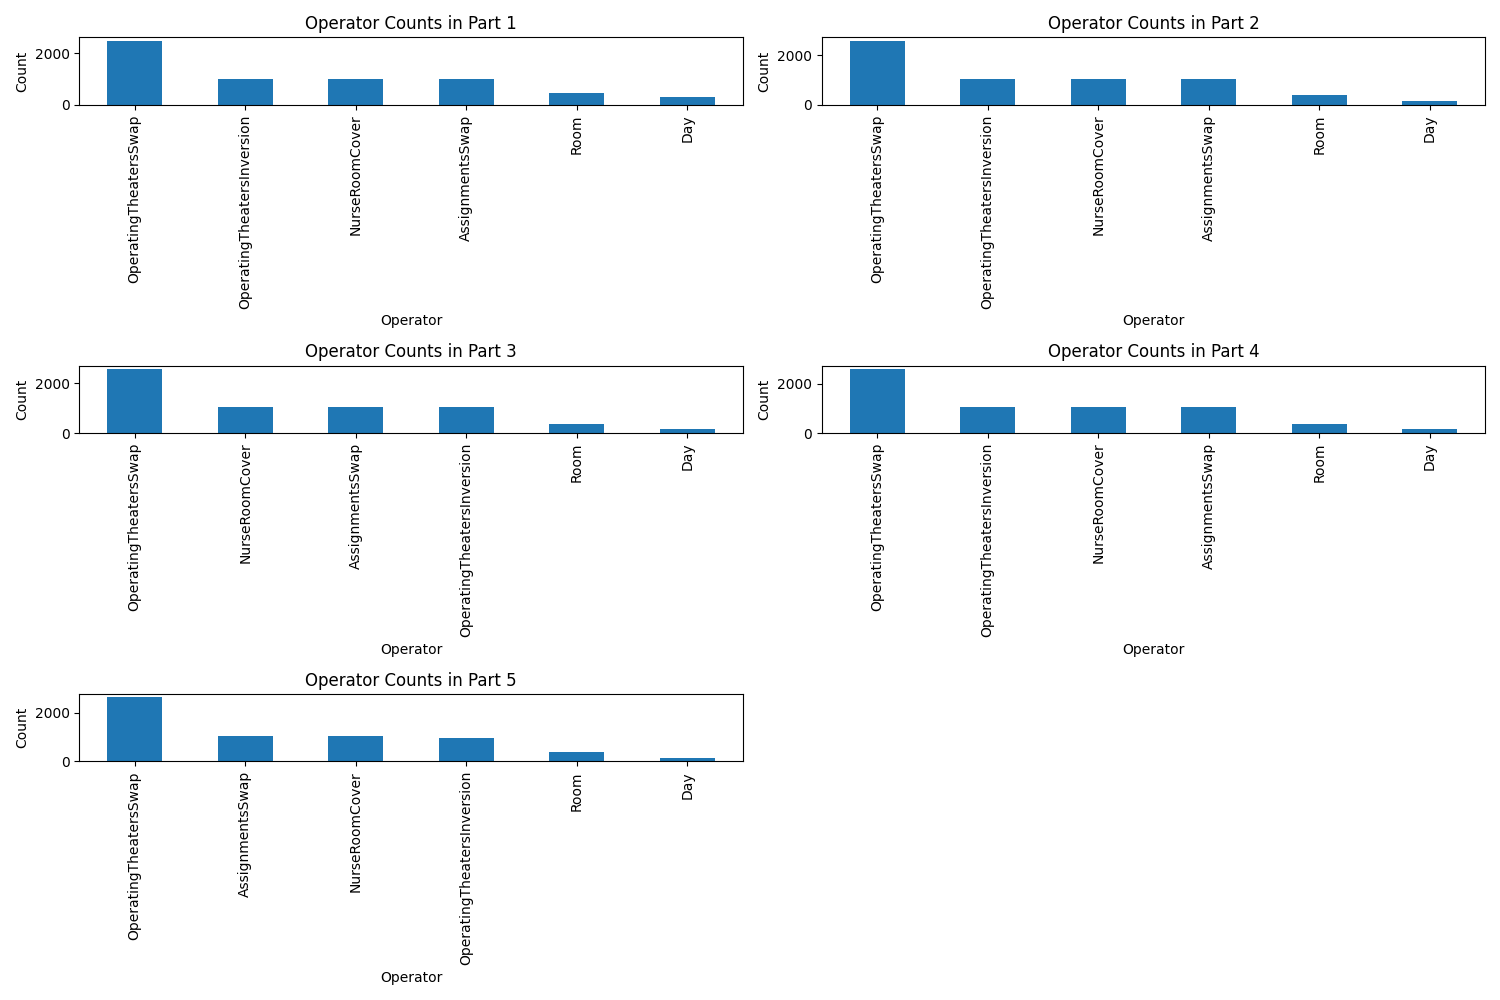 Operator Counts in Part 1
Count
2000
0
OperatingTheatersSwap
OperatingTheatersInversion
NurseRoomCover
AssignmentsSwap
Room
Day
Operator
Operator Counts in Part 2
Count
2000
0
OperatingTheatersSwap
OperatingTheatersInversion
NurseRoomCover
AssignmentsSwap
Room
Day
Operator
Operator Counts in Part 3
Count
2000
0
OperatingTheatersSwap
NurseRoomCover
AssignmentsSwap
OperatingTheatersInversion
Room
Day
Operator
Operator Counts in Part 4
Count
2000
0
OperatingTheatersSwap
OperatingTheatersInversion
NurseRoomCover
AssignmentsSwap
Room
Day
Operator
Operator Counts in Part 5
Count
2000
0
OperatingTheatersSwap
AssignmentsSwap
NurseRoomCover
OperatingTheatersInversion
Room
Day
Operator